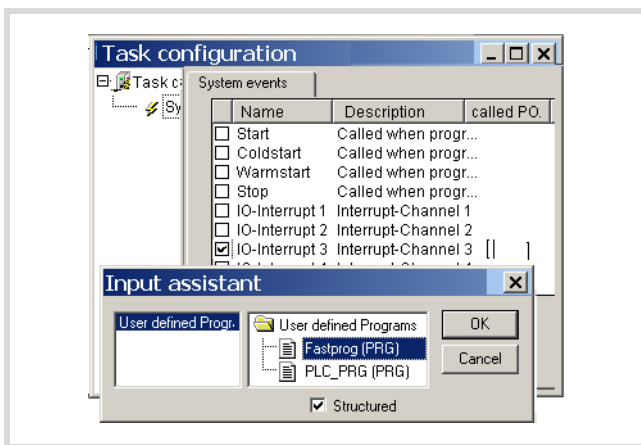 Task configuration
Task c
Sy
System events
Name Description called PO.
Start Called when progr...
Coldstart Called when progr...
Warmstart Called when progr...
Stop Called when progr...
IO-Interrupt 1 Interrupt-Channel 1
IO-Interrupt 2 Interrupt-Channel 2
IO-Interrupt 3 Interrupt-Channel 3
Input assistant
User defined Progr.
User defined Programs
Fastprog (PRG)
PLC_PRG (PRG)
OK
Cancel
Structured